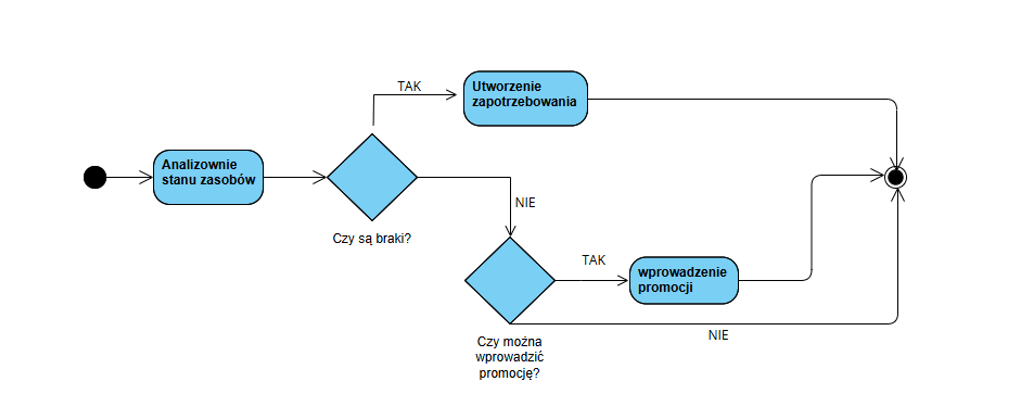 TAK
Utworzenie
zapotrzebowania
Analizownie
stanu zasobów
NIE
Czy są braki?
TAK
wprowadzenie
promocji
NIE
Czy można
wprowadzić
promocję?